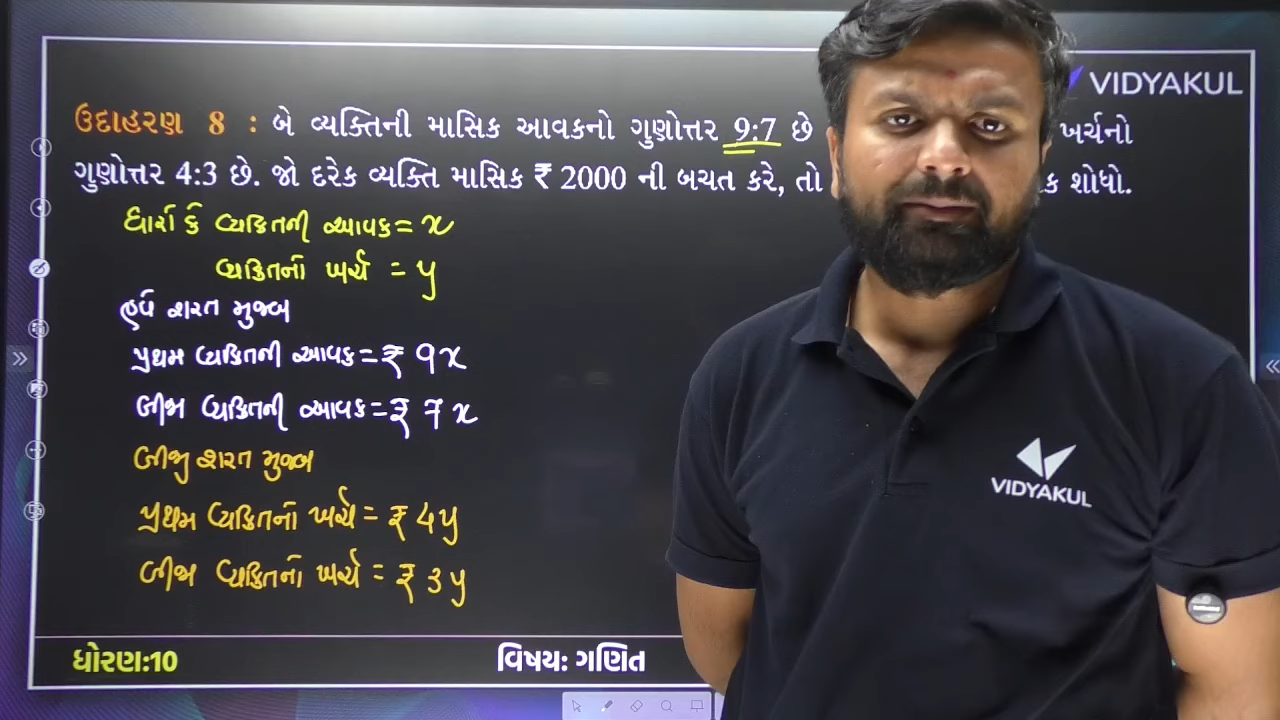 VIDYAKUL
ઉદાહરણ 8 : બે વ્યક્તિની માસિક આવકનો ગુણોત્તર 9:7 છે ખર્ચનો
ગુણોત્તર 4:3 છે. જો દરેક વ્યક્તિ માસિક ₹ 2000 ની બચત કરે, તો ક શોધો.
ધારો કે વ્યક્તિની આવક = x
વ્યક્તિનો ખર્ચ = y
હવે શરત મુજબ
પ્રથમ વ્યક્તિની આવક = ₹ 9x
બીજા વ્યક્તિની આવક = ₹ 7x
બીજી શરત મુજબ
પ્રથમ વ્યક્તિનો ખર્ચ = ₹ 4y
બીજા વ્યક્તિનો ખર્ચ = ₹ 3y
VIDYAKUL
ધોરણ:10 વિષય: ગણિત